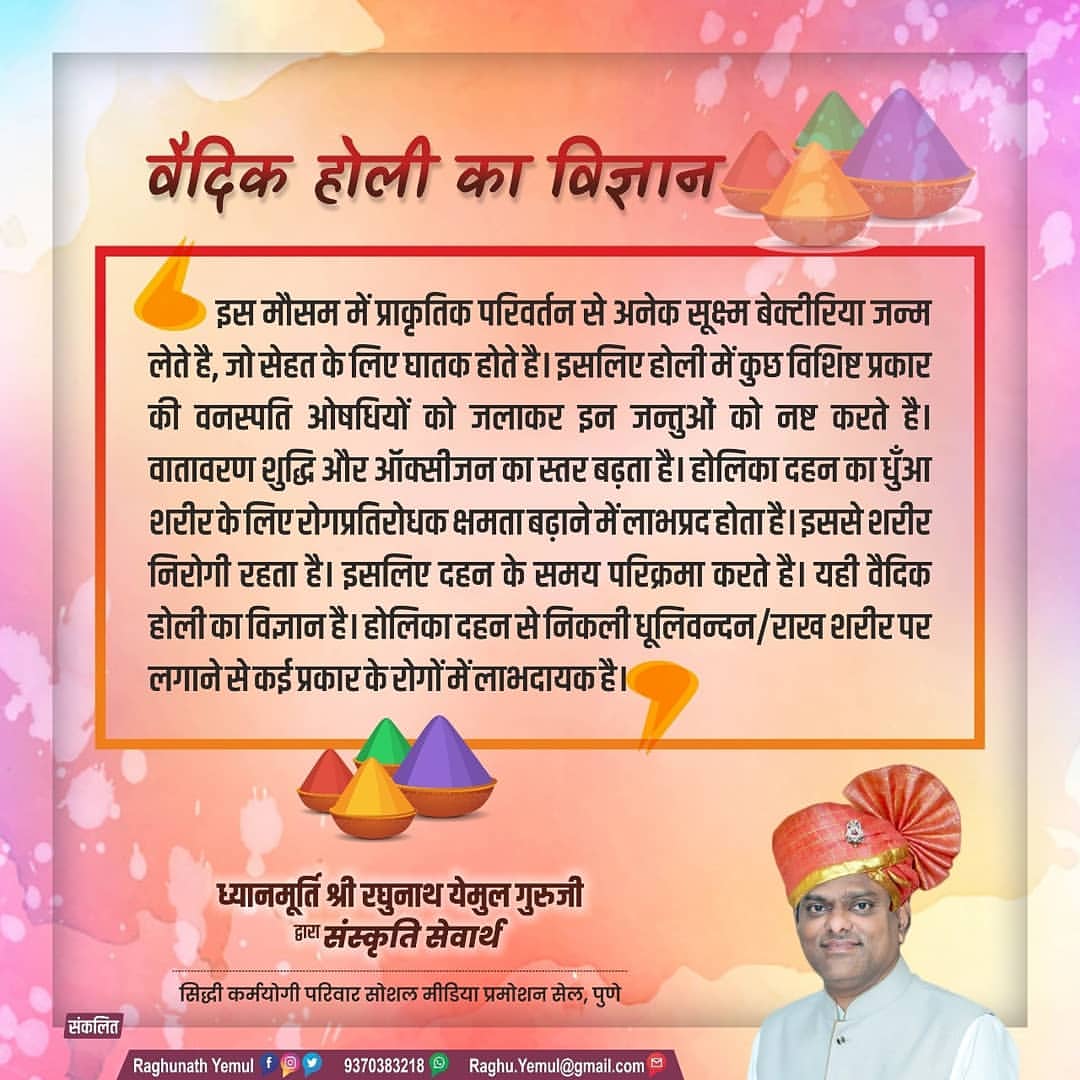 वैदिक होली का विज्ञान
इस मौसम में प्राकृतिक परिवर्तन से अनेक सूक्ष्म बेक्टीरिया जन्म
लेते है, जो सेहत के लिए घातक होते है। इसलिए होली में कुछ विशिष्ट प्रकार
की वनस्पति ओषधियों को जलाकर इन जन्तुओं को नष्ट करते है।
वातावरण शुद्धि और ऑक्सीजन का स्तर बढ़ता है। होलिका दहन का धुँआ
शरीर के लिए रोगप्रतिरोधक क्षमता बढ़ाने में लाभप्रद होता है। इससे शरीर
निरोगी रहता है। इसलिए दहन के समय परिक्रमा करते है। यही वैदिक
होली का विज्ञान है। होलिका दहन से निकली धूलिवन्दन/राख शरीर पर
लगाने से कई प्रकार के रोगों में लाभदायक है।
ध्यानमूर्ति श्री रघुनाथ येमुल गुरुजी
द्वारा संस्कृति सेवार्थ
सिद्धी कर्मयोगी परिवार सोशल मीडिया प्रमोशन सेल, पुणे
संकलित
Raghunath Yemul 9370383218 Raghu.Yemul@gmail.com